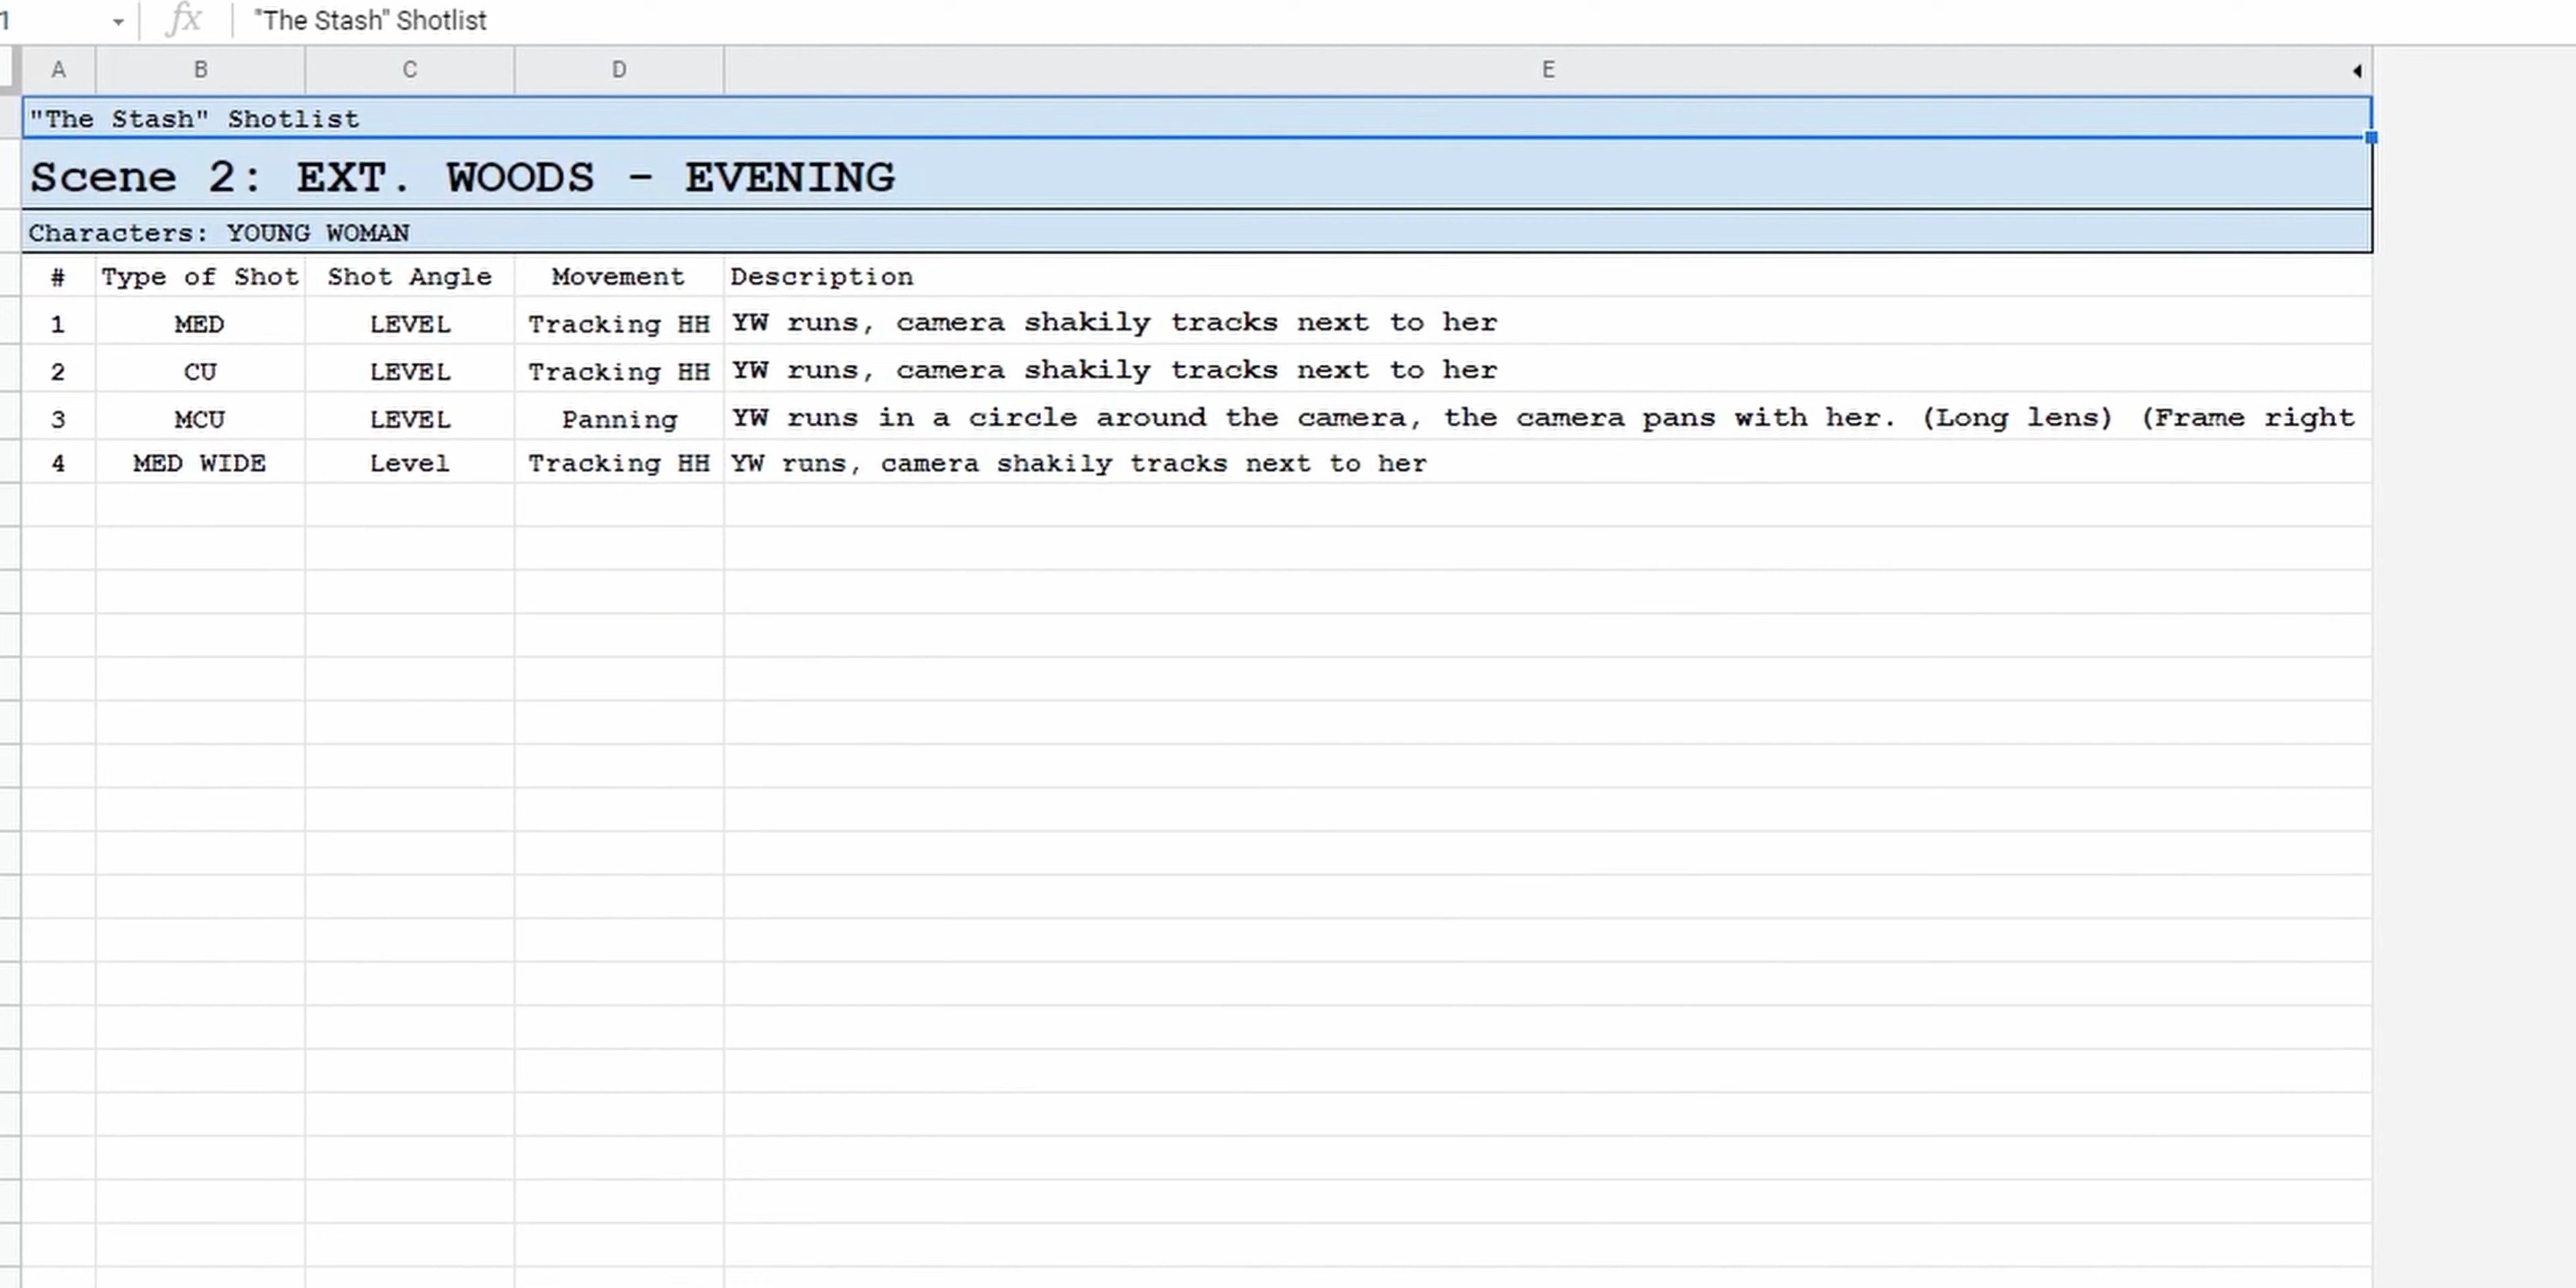 1 fx "The Stash" Shotlist
A B C D E
"The Stash" Shotlist
Scene 2: EXT. WOODS - EVENING
Characters: YOUNG WOMAN
# Type of Shot Shot Angle Movement Description
1 MED LEVEL Tracking HH YW runs, camera shakily tracks next to her
2 CU LEVEL Tracking HH YW runs, camera shakily tracks next to her
3 MCU LEVEL Panning YW runs in a circle around the camera, the camera pans with her. (Long lens) (Frame right
4 MED WIDE Level Tracking HH YW runs, camera shakily tracks next to her